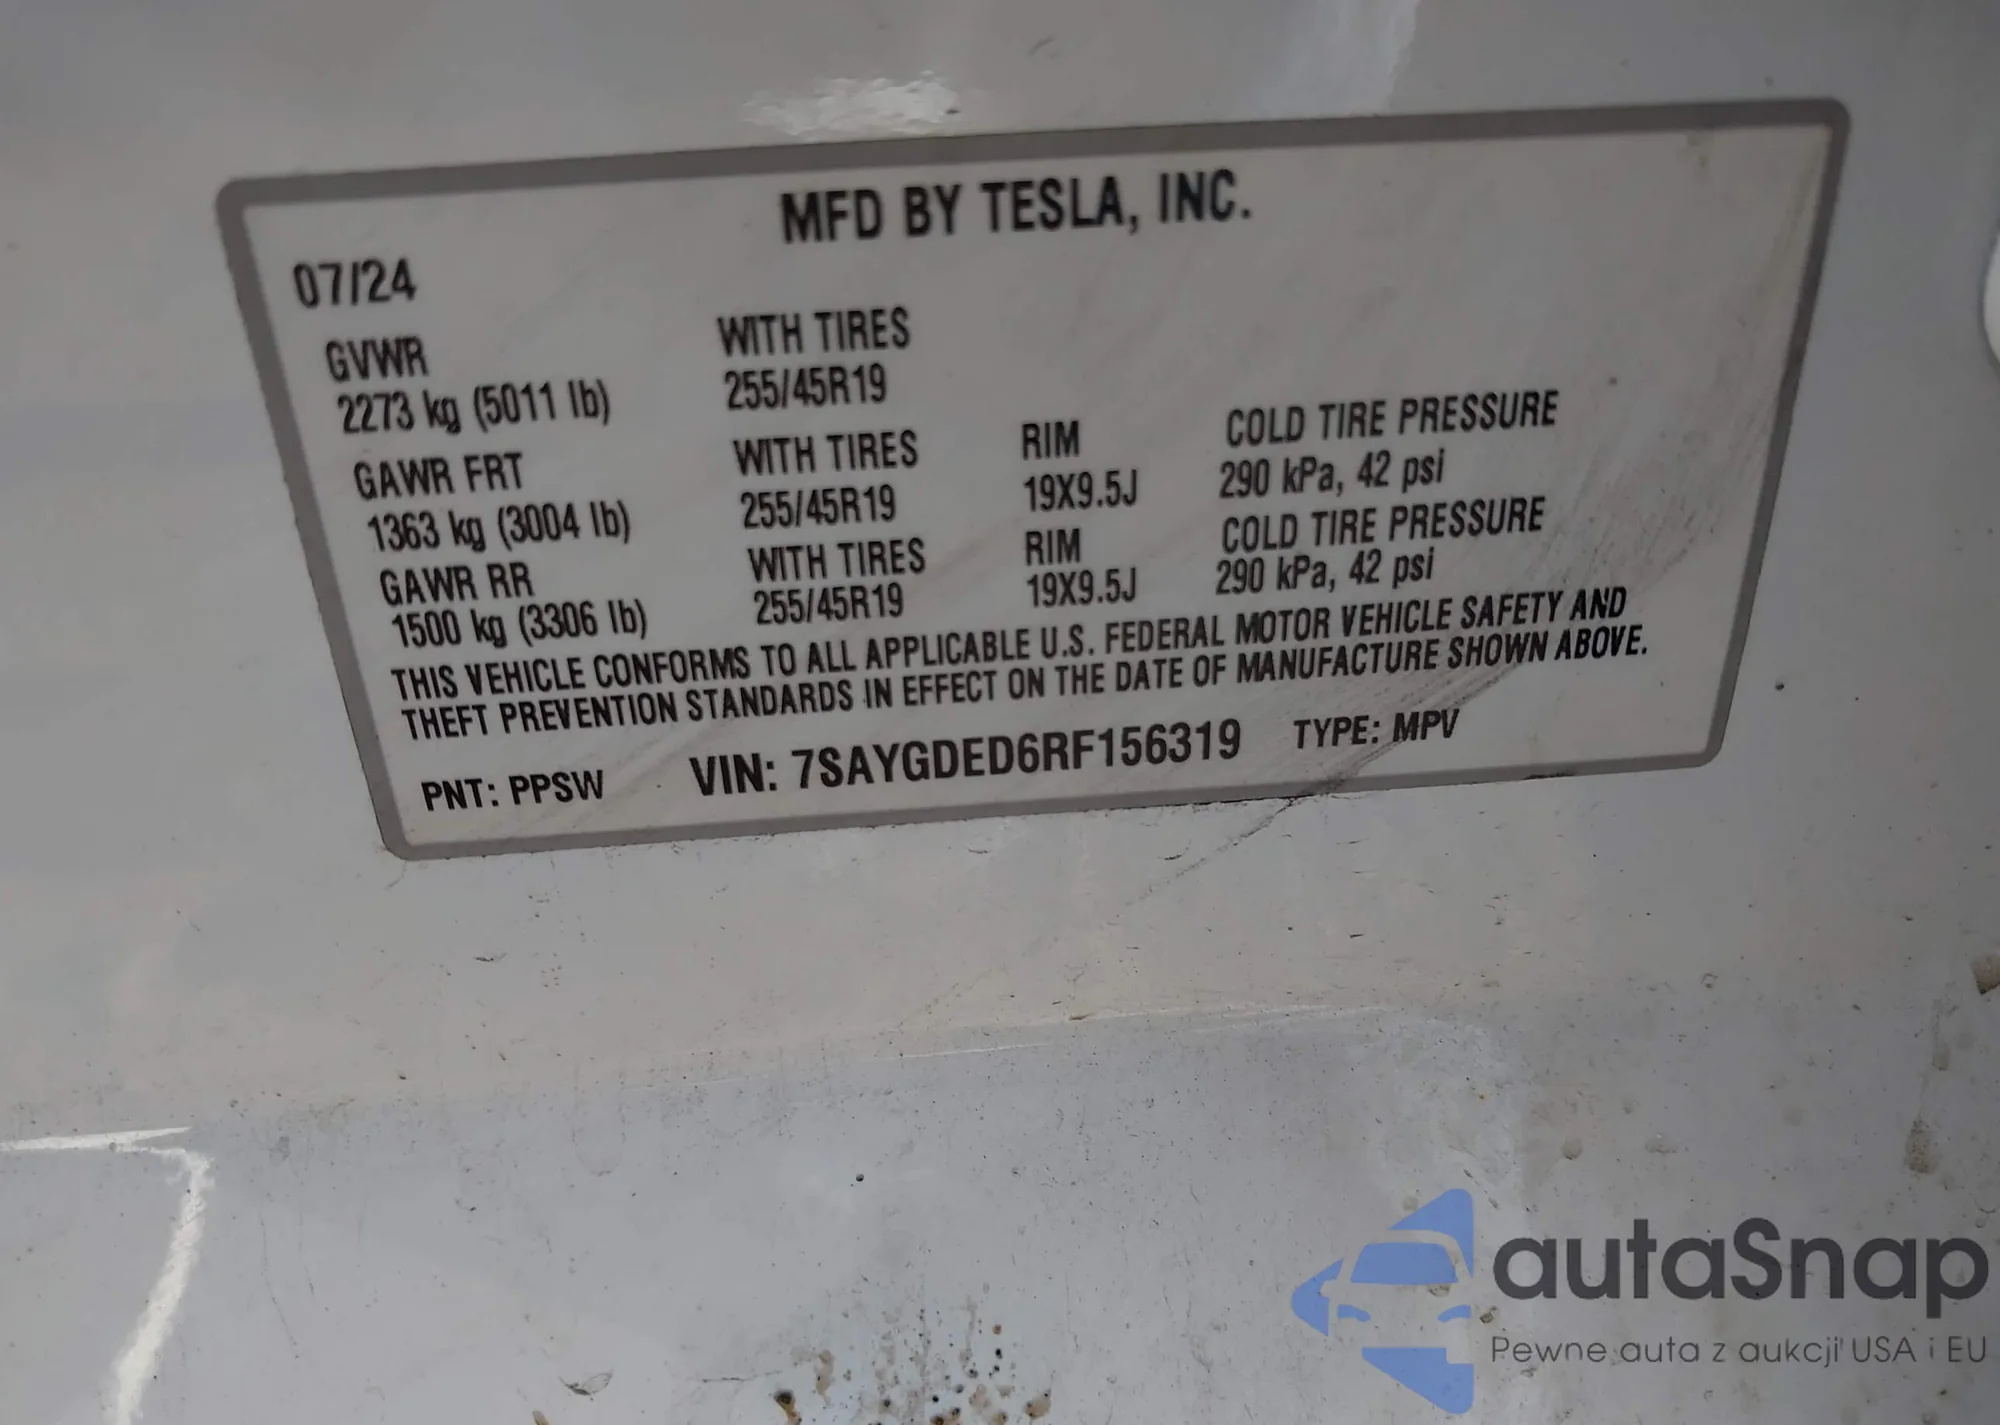 MFD BY TESLA, INC.
07/24
GVWR WITH TIRES
2273 kg (5011 lb) 255/45R19
GAWR FRT WITH TIRES RIM COLD TIRE PRESSURE
1363 kg (3004 lb) 255/45R19 19X9.5J 290 kPa, 42 psi
GAWR RR WITH TIRES RIM COLD TIRE PRESSURE
1500 kg (3306 lb) 255/45R19 19X9.5J 290 kPa, 42 psi
THIS VEHICLE CONFORMS TO ALL APPLICABLE U.S. FEDERAL MOTOR VEHICLE SAFETY AND
THEFT PREVENTION STANDARDS IN EFFECT ON THE DATE OF MANUFACTURE SHOWN ABOVE.
PNT: PPSW VIN: 7SAYGDED6RF156319 TYPE: MPV
autaSnap
Pewne auta z aukcji USA i EU